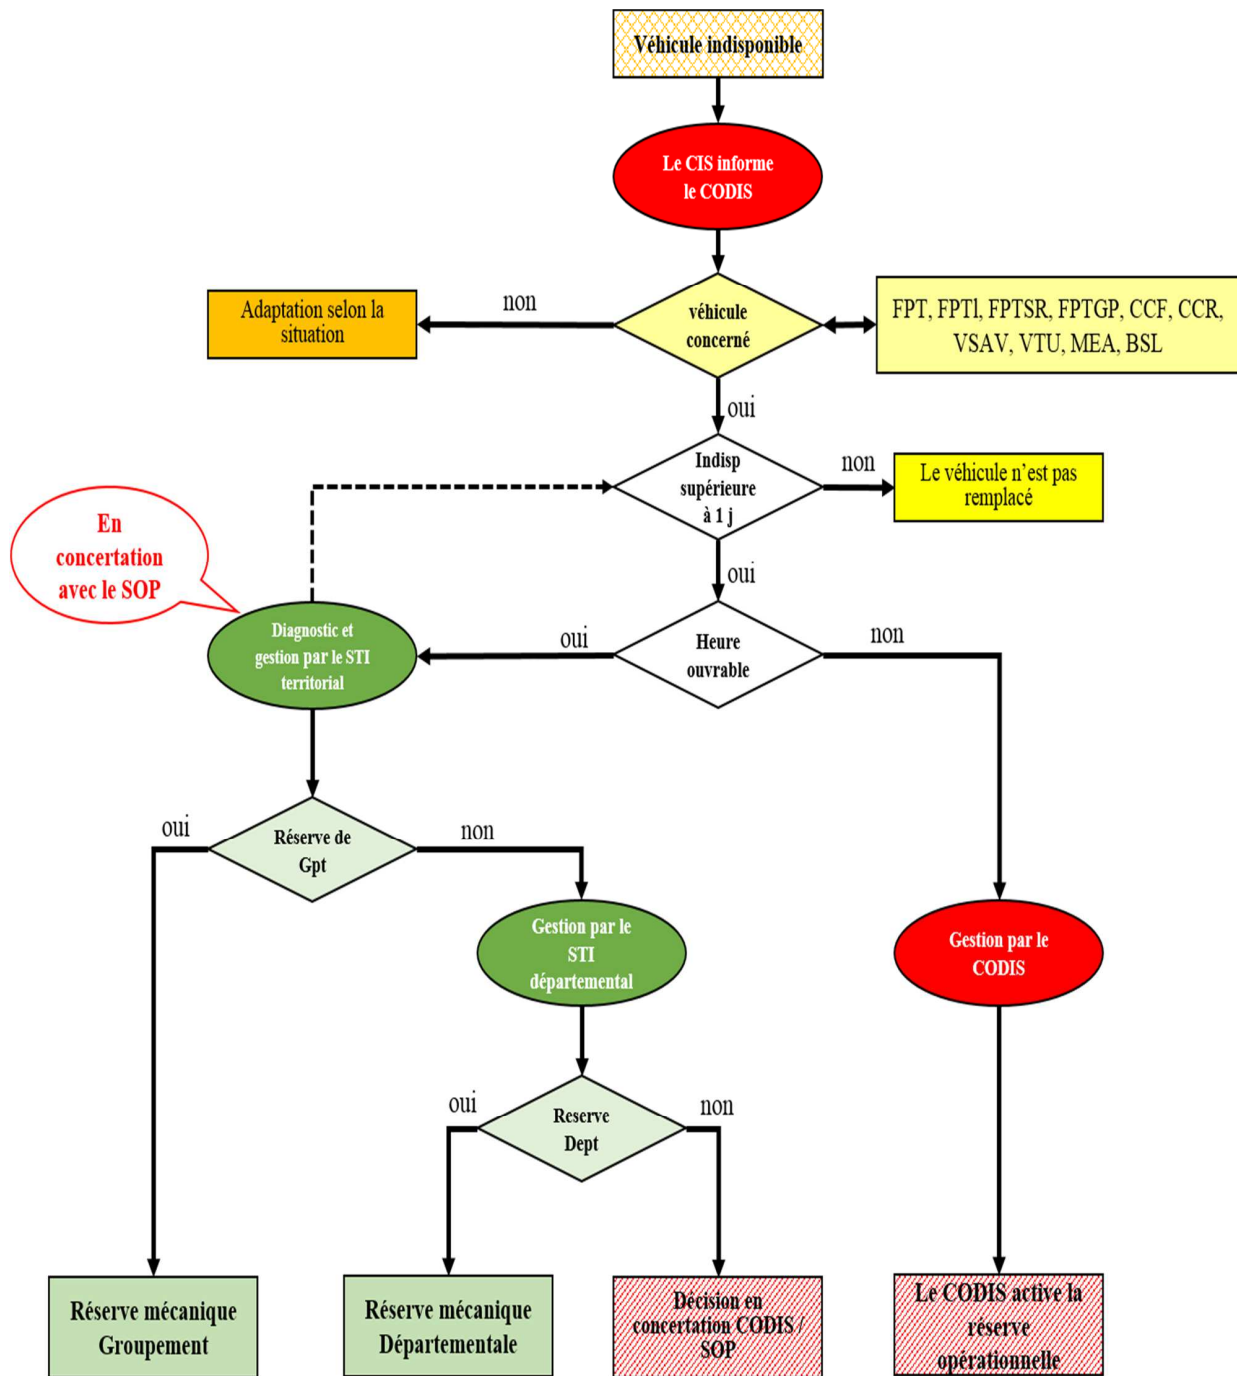 Véhicule indisponible
Le CIS informe
le CODIS
véhicule
concerné
non
Adaptation selon la
situation
FPT, FPTl, FPTSR, FPTGP, CCF, CCR,
VSAV, VTU, MEA, BSL
oui
Indisp
supérieure
à 1 j
non
Le véhicule n’est pas
remplacé
En
concertation
avec le SOP
oui
Heure
ouvrable
oui
non
Diagnostic et
gestion par le STI
territorial
Réserve de
Gpt
oui
non
Gestion par le
STI
départemental
Gestion par le
CODIS
Reserve
Dept
oui
non
Réserve mécanique
Groupement
Réserve mécanique
Départementale
Décision en
concertation CODIS /
SOP
Le CODIS active la
réserve
opérationnelle